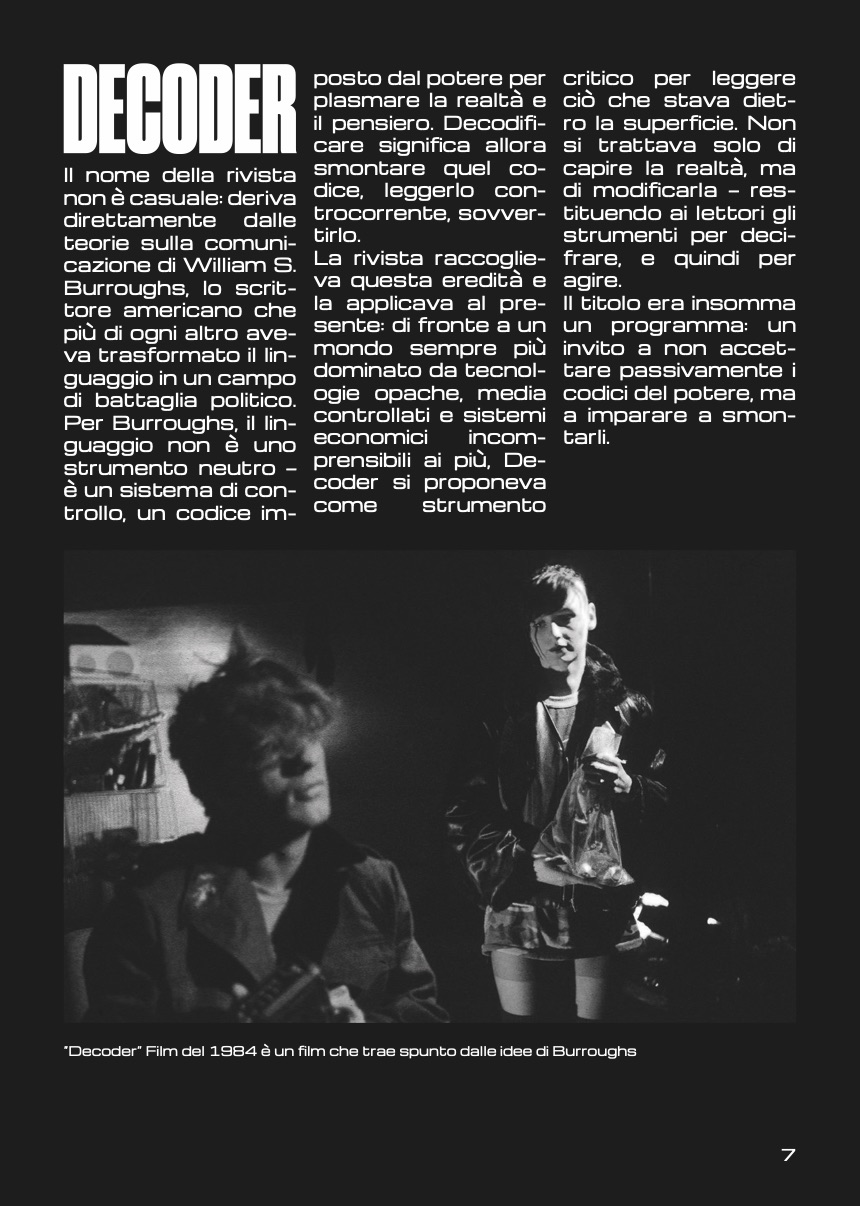 DECODER
Il nome della rivista
non è casuale: deriva
direttamente dalle
teorie sulla comuni-
cazione di William S.
Burroughs, lo scrit-
tore americano che
più di ogni altro ave-
va trasformato il lin-
guaggio in un campo
di battaglia politico.
Per Burroughs, il lin-
guaggio non è uno
strumento neutro –
è un sistema di con-
trollo, un codice im-
posto dal potere per
plasmare la realtà e
il pensiero. Decodifi-
care significa allora
smontare quel co-
dice, leggerlo con-
trocorrente, sovver-
tirlo.
La rivista raccoglie-
va questa eredità e
la applicava al pre-
sente: di fronte a un
mondo sempre più
dominato da tecnol-
ogie opache, media
controllati e sistemi
economici incom-
prensibili ai più, De-
coder si proponeva
come strumento
critico per leggere
ciò che stava diet-
ro la superficie. Non
si trattava solo di
capire la realtà, ma
di modificarla – res-
tituendo ai lettori gli
strumenti per deci-
frare, e quindi per
agire.
Il titolo era insomma
un programma: un
invito a non accet-
tare passivamente i
codici del potere, ma
a imparare a smon-
tarli.
"Decoder" Film del 1984 è un film che trae spunto dalle idee di Burroughs
7